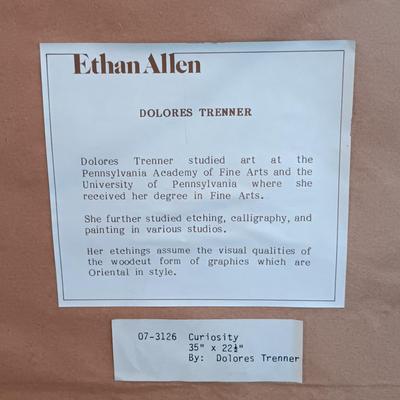 Ethan Allen
DOLORES TRENNER
Dolores Trenner studied art at the
Pennsylvania Academy of Fine Arts and the
University of Pennsylvania where she
received her degree in Fine Arts.
She further studied etching, calligraphy, and
painting in various studios.
Her etchings assume the visual qualities of
the woodcut form of graphics which are
Oriental in style.
07-3126 Curiosity
35" x 22½"
By: Dolores Trenner